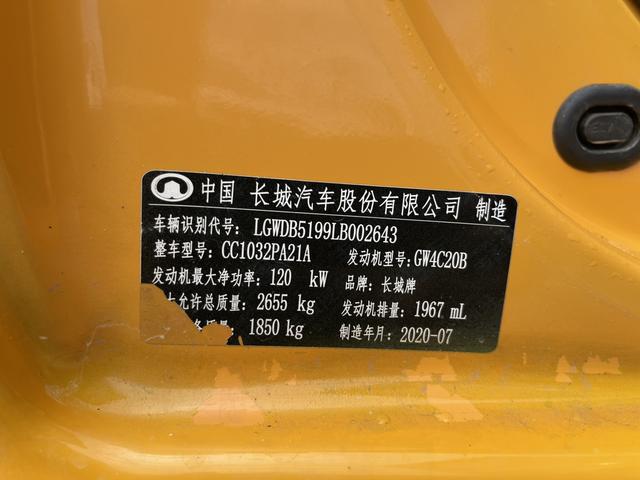 中国 长城汽车股份有限公司 制造
车辆识别代号: LGWDB5199LB002643
整车型号: CC1032PA21A 发动机型号: GW4C20B
发动机最大净功率: 120 kW 品牌: 长城牌
允许总质量: 2655 kg 发动机排量: 1967 mL
质量: 1850 kg 制造年月: 2020-07